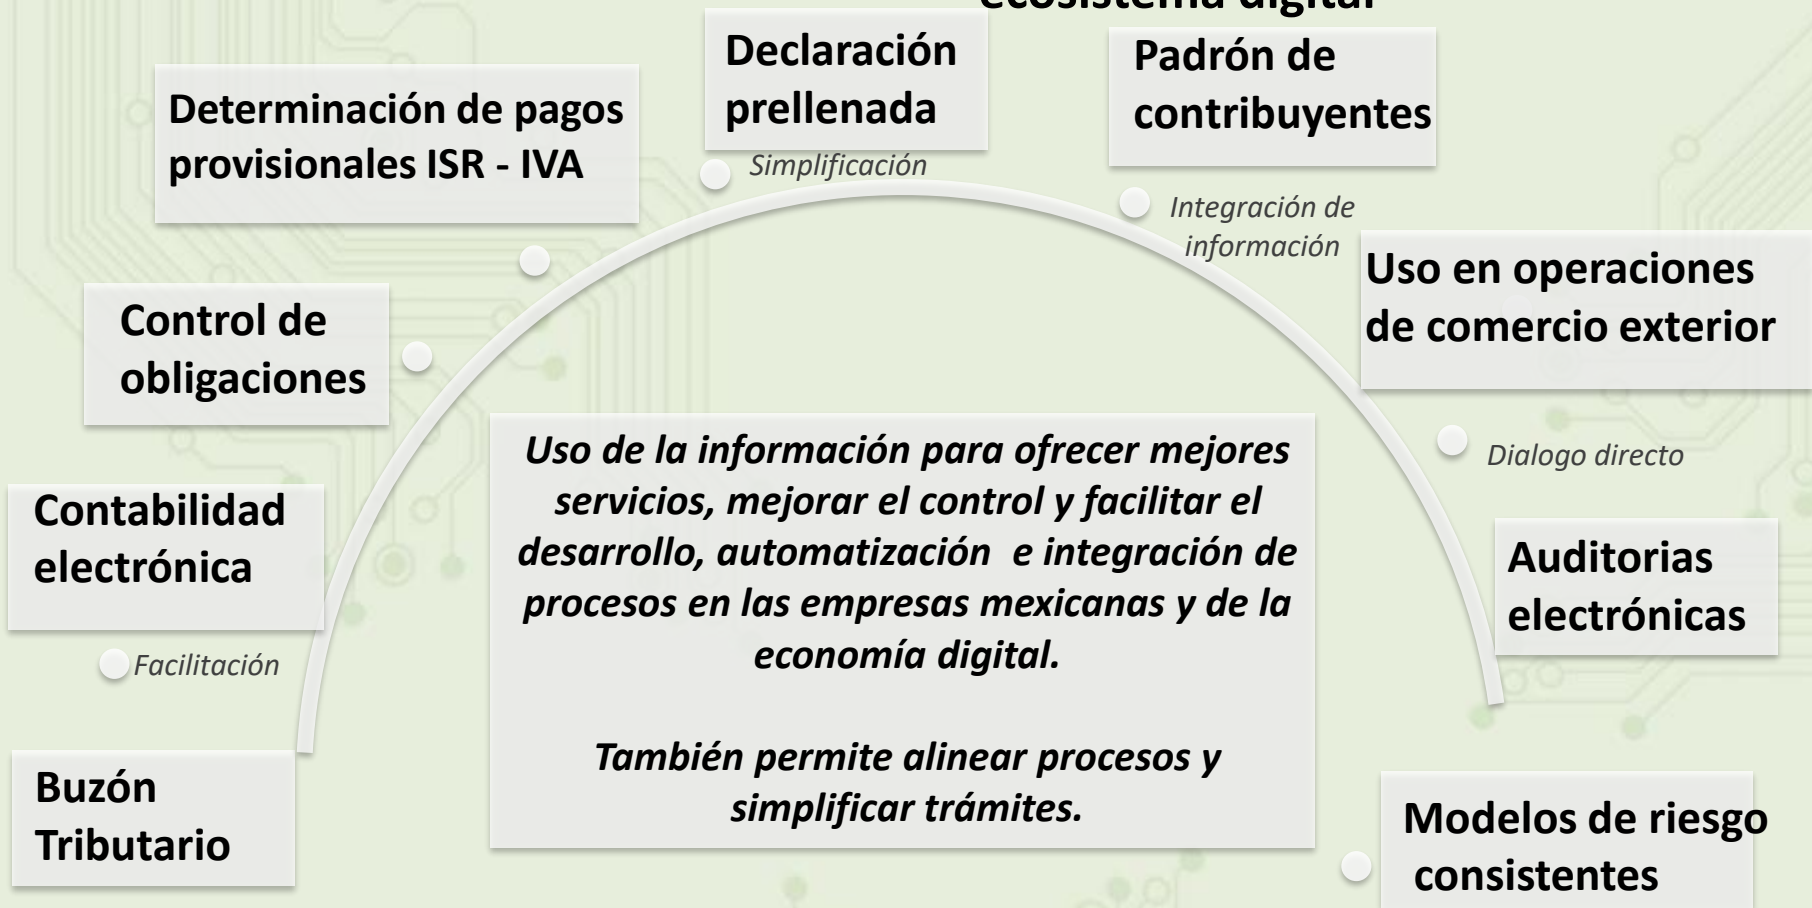 ecosistema digital
Declaración
prellenada
Simplificación
Padrón de
contribuyentes
Integración de
información
Determinación de pagos
provisionales ISR - IVA
Uso en operaciones
de comercio exterior
Control de
obligaciones
Dialogo directo
Contabilidad
electrónica
Facilitación
Uso de la información para ofrecer mejores
servicios, mejorar el control y facilitar el
desarrollo, automatización e integración de
procesos en las empresas mexicanas y de la
economía digital.
También permite alinear procesos y
simplificar trámites.
Auditorias
electrónicas
Buzón
Tributario
Modelos de riesgo
consistentes